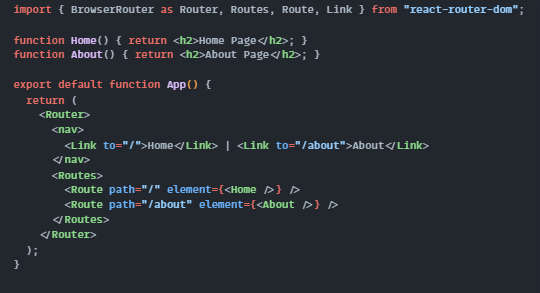 import { BrowserRouter as Router, Routes, Route, Link } from "react-router-dom";

function Home() { return <h2>Home Page</h2>; }
function About() { return <h2>About Page</h2>; }

export default function App() {
  return (
    <Router>
      <nav>
        <Link to="/">Home</Link> | <Link to="/about">About</Link>
      </nav>
      <Routes>
        <Route path="/" element={<Home />} />
        <Route path="/about" element={<About />} />
      </Routes>
    </Router>
  );
}